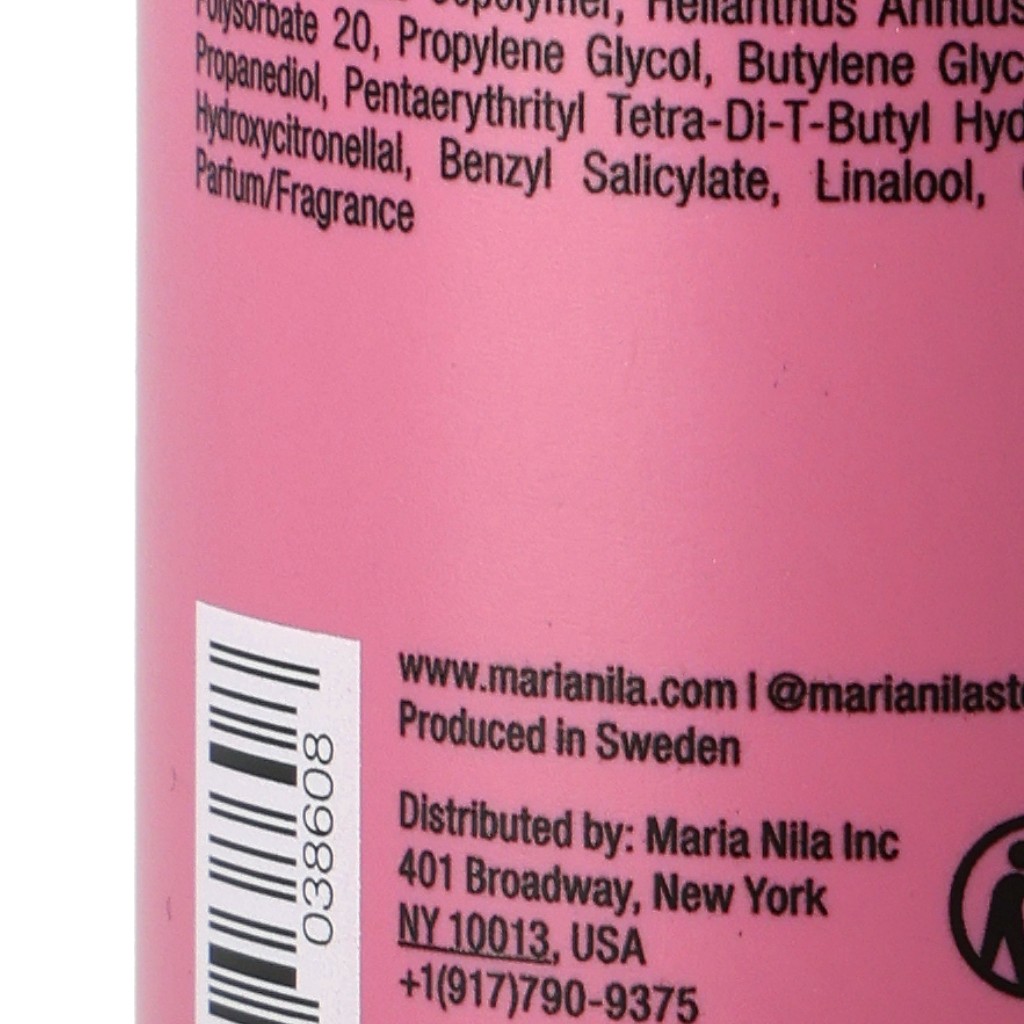 Helianthus Annuus
Polysorbate 20, Propylene Glycol, Butylene
Propanediol, Pentaerythrityl Tetra-Di-T-Butyl
Hydroxycitronellal, Benzyl Salicylate, Linalool,
Parfum/Fragrance
www.marianila.com | @marianilast
Produced in Sweden
Distributed by: Maria Nila Inc
401 Broadway, New York
NY 10013, USA
+1(917)790-9375
038608